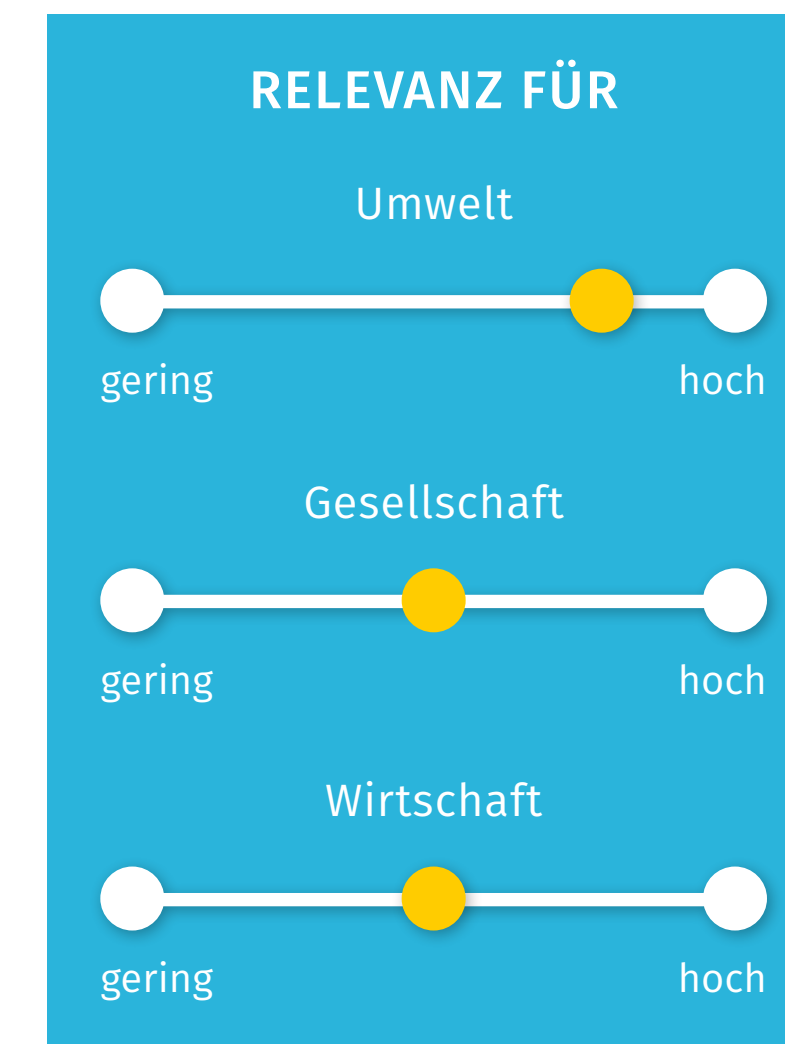 RELEVANZ FÜR
Umwelt
gering hoch
Gesellschaft
gering hoch
Wirtschaft
gering hoch